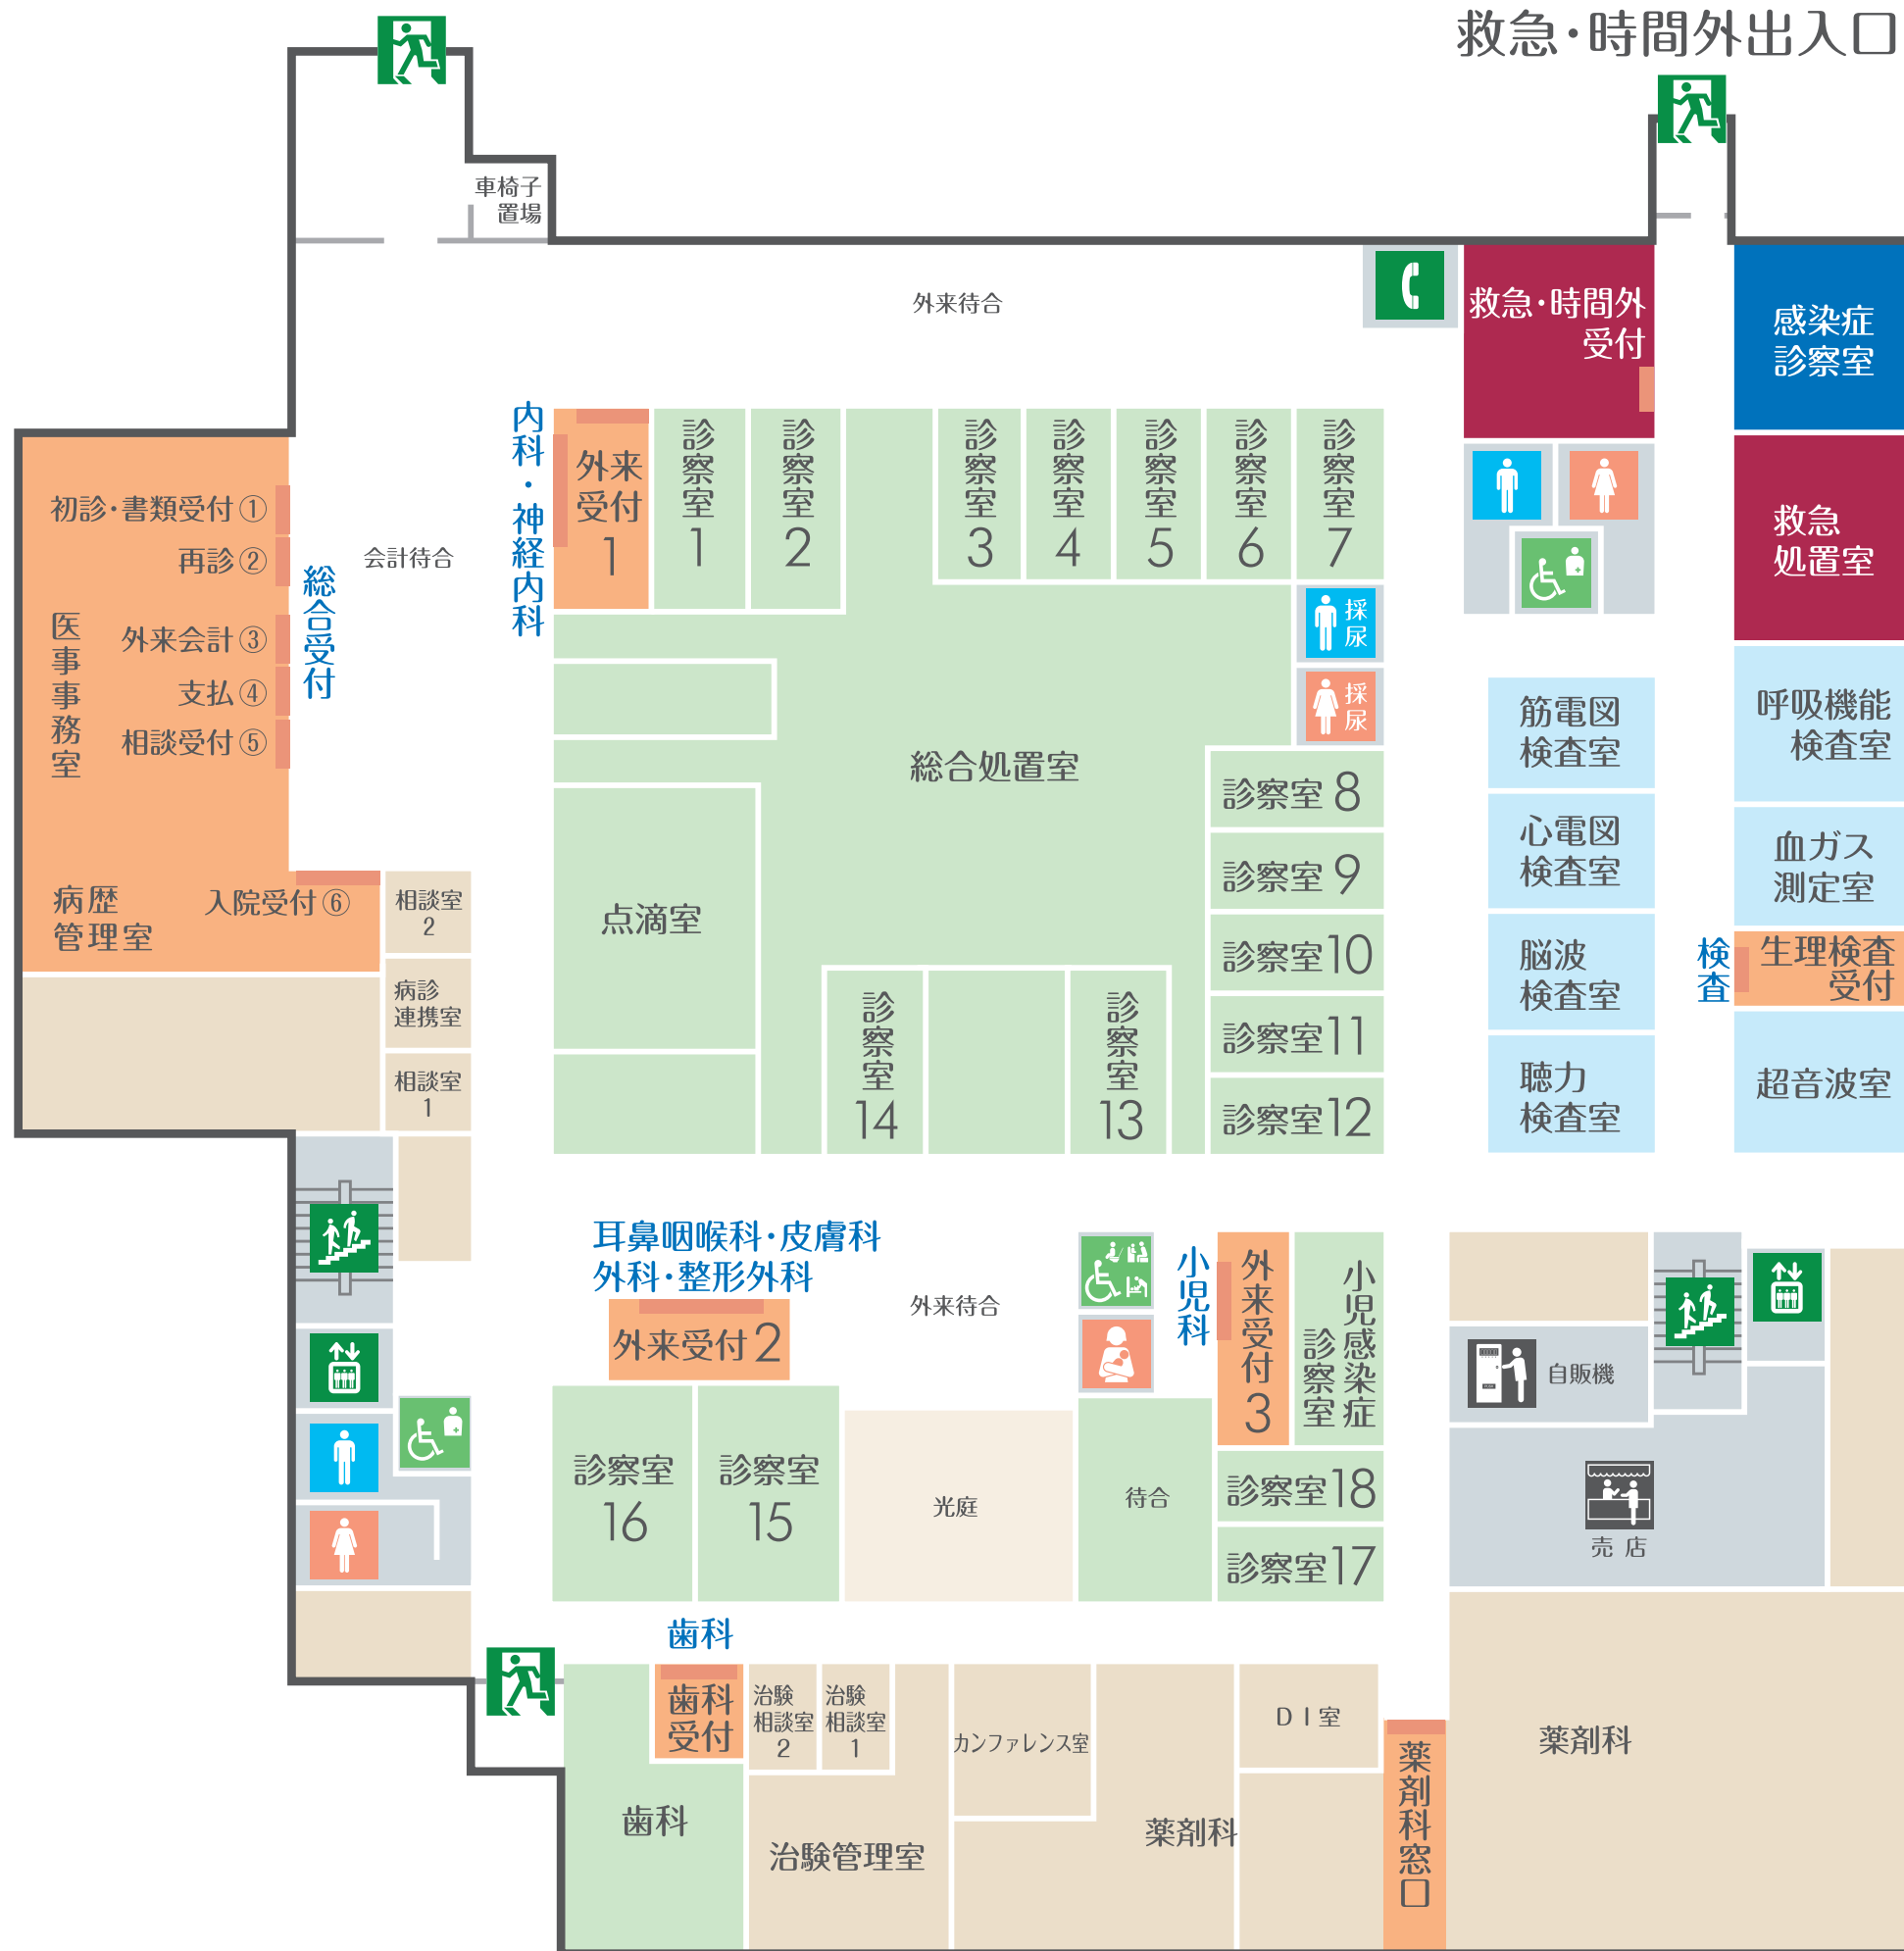 救急・時間外出入口
車椅子
置場
外来待合
救急・時間外
受付
感染症
診察室
内科・神経内科
外来
受付
1
診察室
1
診察室
2
診察室
3
診察室
4
診察室
5
診察室
6
診察室
7
初診・書類受付①
再診②
外来会計③
支払④
相談受付⑤
医事事務室
総合受付
会計待合
救急
処置室
採尿
採尿
総合処置室
筋電図
検査室
呼吸機能
検査室
診察室 8
診察室 9
診察室10
診察室11
診察室12
心電図
検査室
血ガス
測定室
病歴
管理室
入院受付⑥
相談室
2
点滴室
脳波
検査室
検査
生理検査
受付
病診
連携室
相談室
1
診察室
14
診察室
13
聴力
検査室
超音波室
耳鼻咽喉科・皮膚科
外科・整形外科
外来受付 2
外来待合
小児科
外来受付
3
小児感染症
診察室
自販機
診察室
16
診察室
15
光庭
待合
診察室18
診察室17
売店
歯科
歯科
受付
治験
相談室
2
治験
相談室
1
カンファレンス室
DI室
薬剤科
薬剤科窓口
歯科
治験管理室
薬剤科